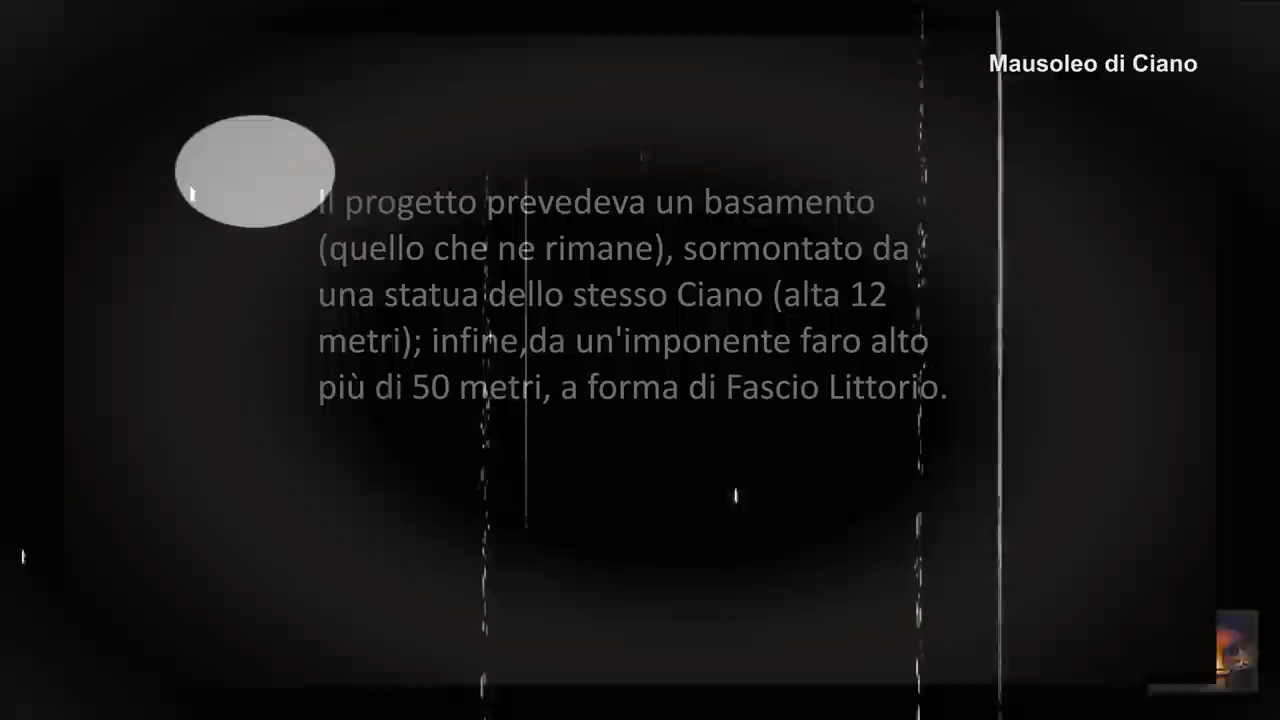 Mausoleo di Ciano
Il progetto prevedeva un basamento
(quello che ne rimane), sormontato da
una statua dello stesso Ciano (alta 12
metri); infine,da un'imponente faro alto
più di 50 metri, a forma di Fascio Littorio.